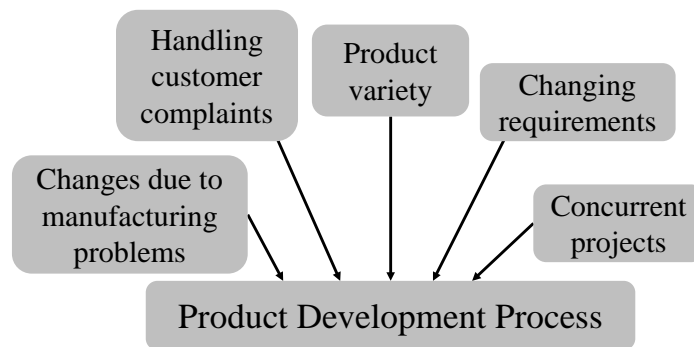 Handling
customer
complaints
Product
variety
Changing
requirements
Changes due to
manufacturing
problems
Concurrent
projects
Product Development Process